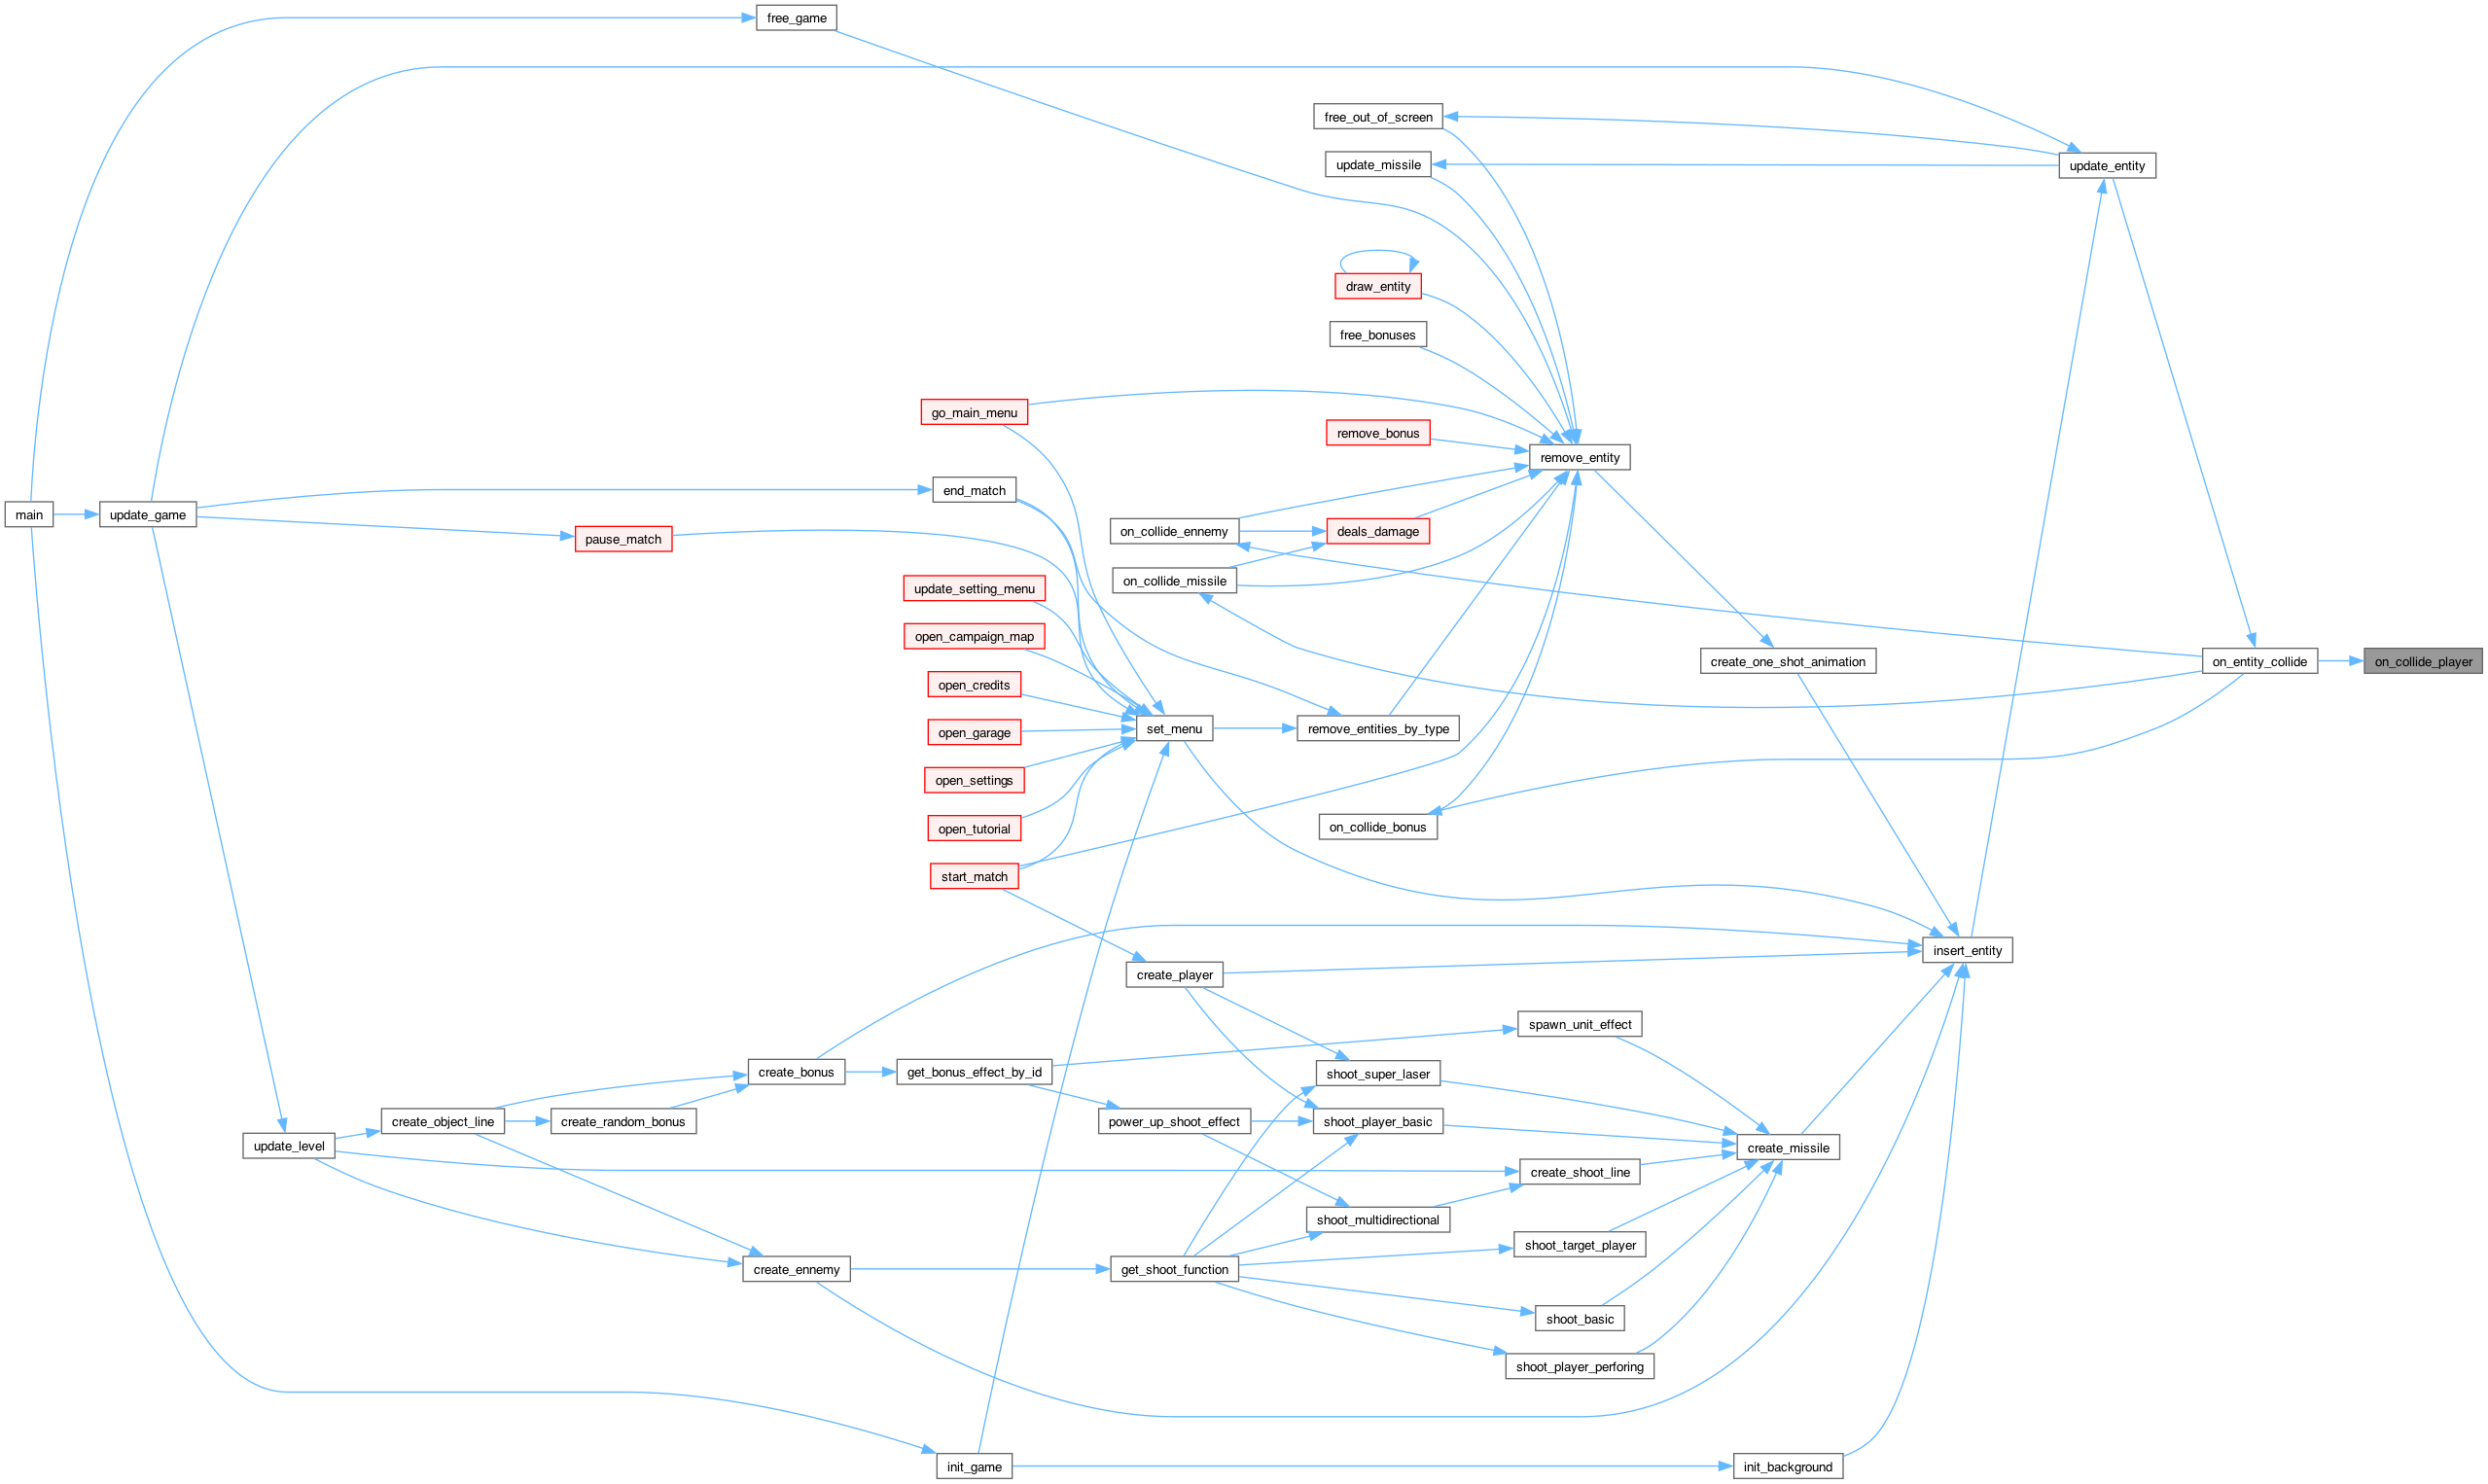 free_game
free_out_of_screen
update_missile
update_entity
draw_entity
free_bonuses
go_main_menu
remove_bonus
remove_entity
end_match
main
update_game
pause_match
on_collide_ennemy
deals_damage
on_collide_missile
update_setting_menu
open_campaign_map
create_one_shot_animation
on_entity_collide
on_collide_player
open_credits
open_garage
set_menu
remove_entities_by_type
open_settings
open_tutorial
on_collide_bonus
start_match
insert_entity
create_player
spawn_unit_effect
create_bonus
get_bonus_effect_by_id
shoot_super_laser
create_object_line
create_random_bonus
power_up_shoot_effect
shoot_player_basic
update_level
create_missile
create_shoot_line
shoot_multidirectional
shoot_target_player
create_ennemy
get_shoot_function
shoot_basic
shoot_player_perforing
init_game
init_background